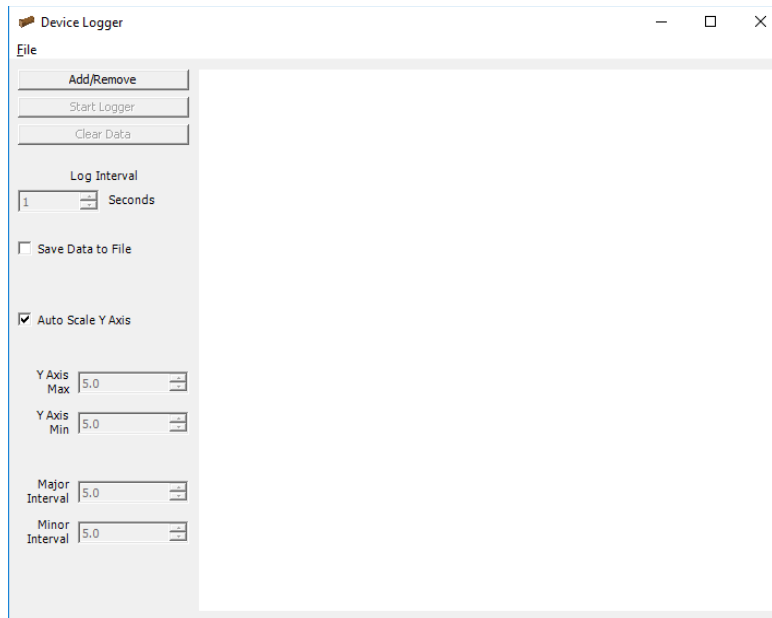 Device Logger
File
Add/Remove
Start Logger
Clear Data
Log Interval
1 Seconds
Save Data to File
Auto Scale Y Axis
Y Axis
Max 5.0
Y Axis
Min 5.0
Major
Interval 5.0
Minor
Interval 5.0